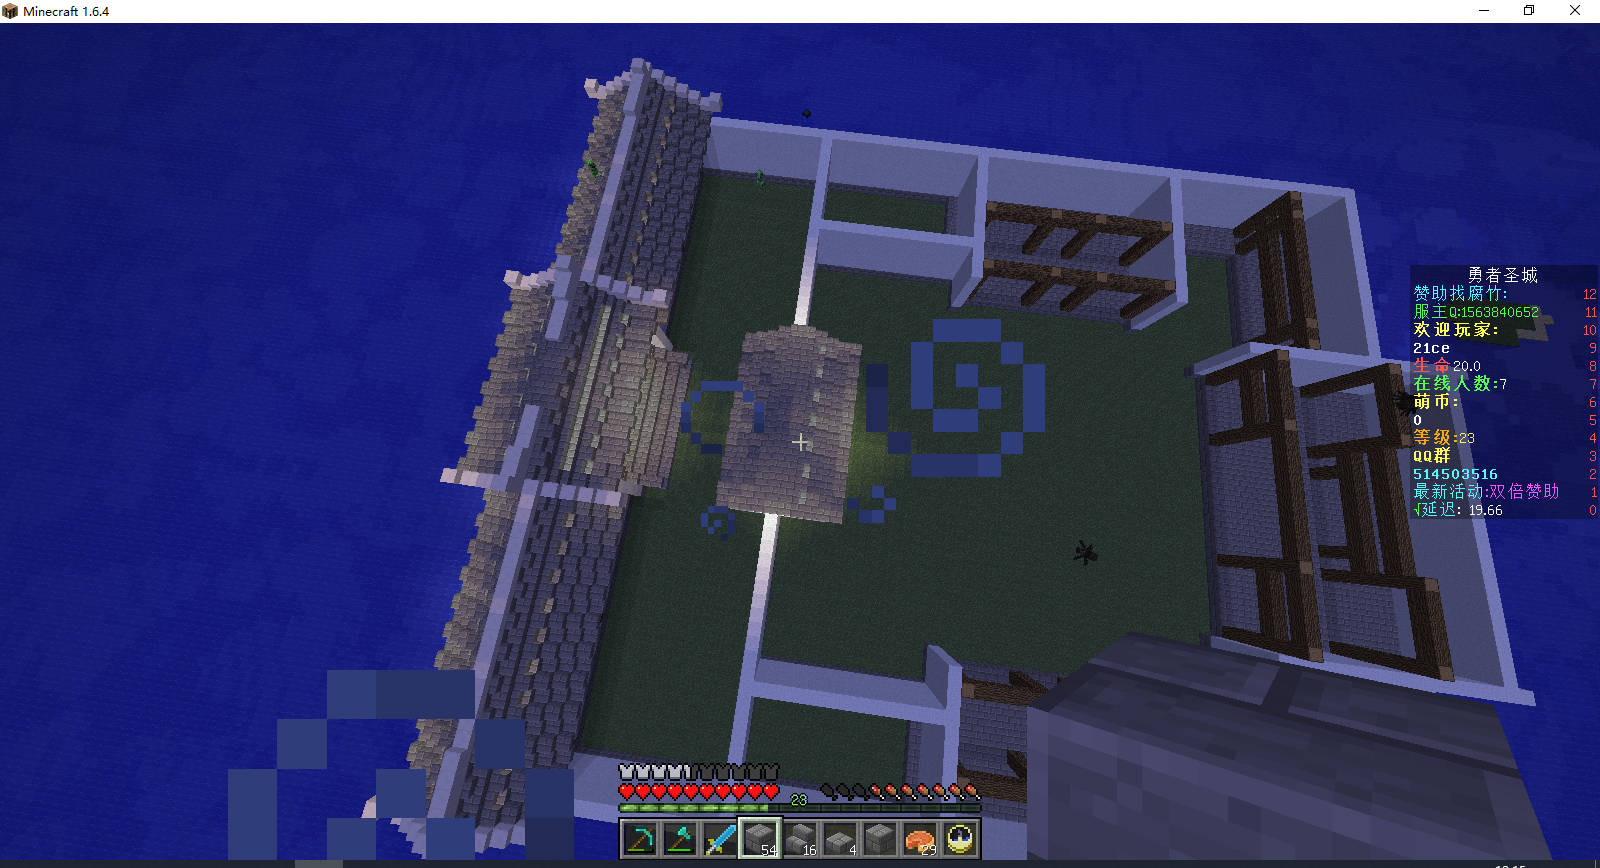 Minecraft 1.6.4
勇者圣城
赞助找腐竹: 12
服主Q:1563840652 11
欢迎玩家: 10
21ce 9
生命20.0 8
在线人数:7 7
萌币: 6
0 5
等级:23 4
QQ群 3
514503516 2
最新活动:双倍赞助 1
√延迟: 19.66 0
23
54 16 4 29